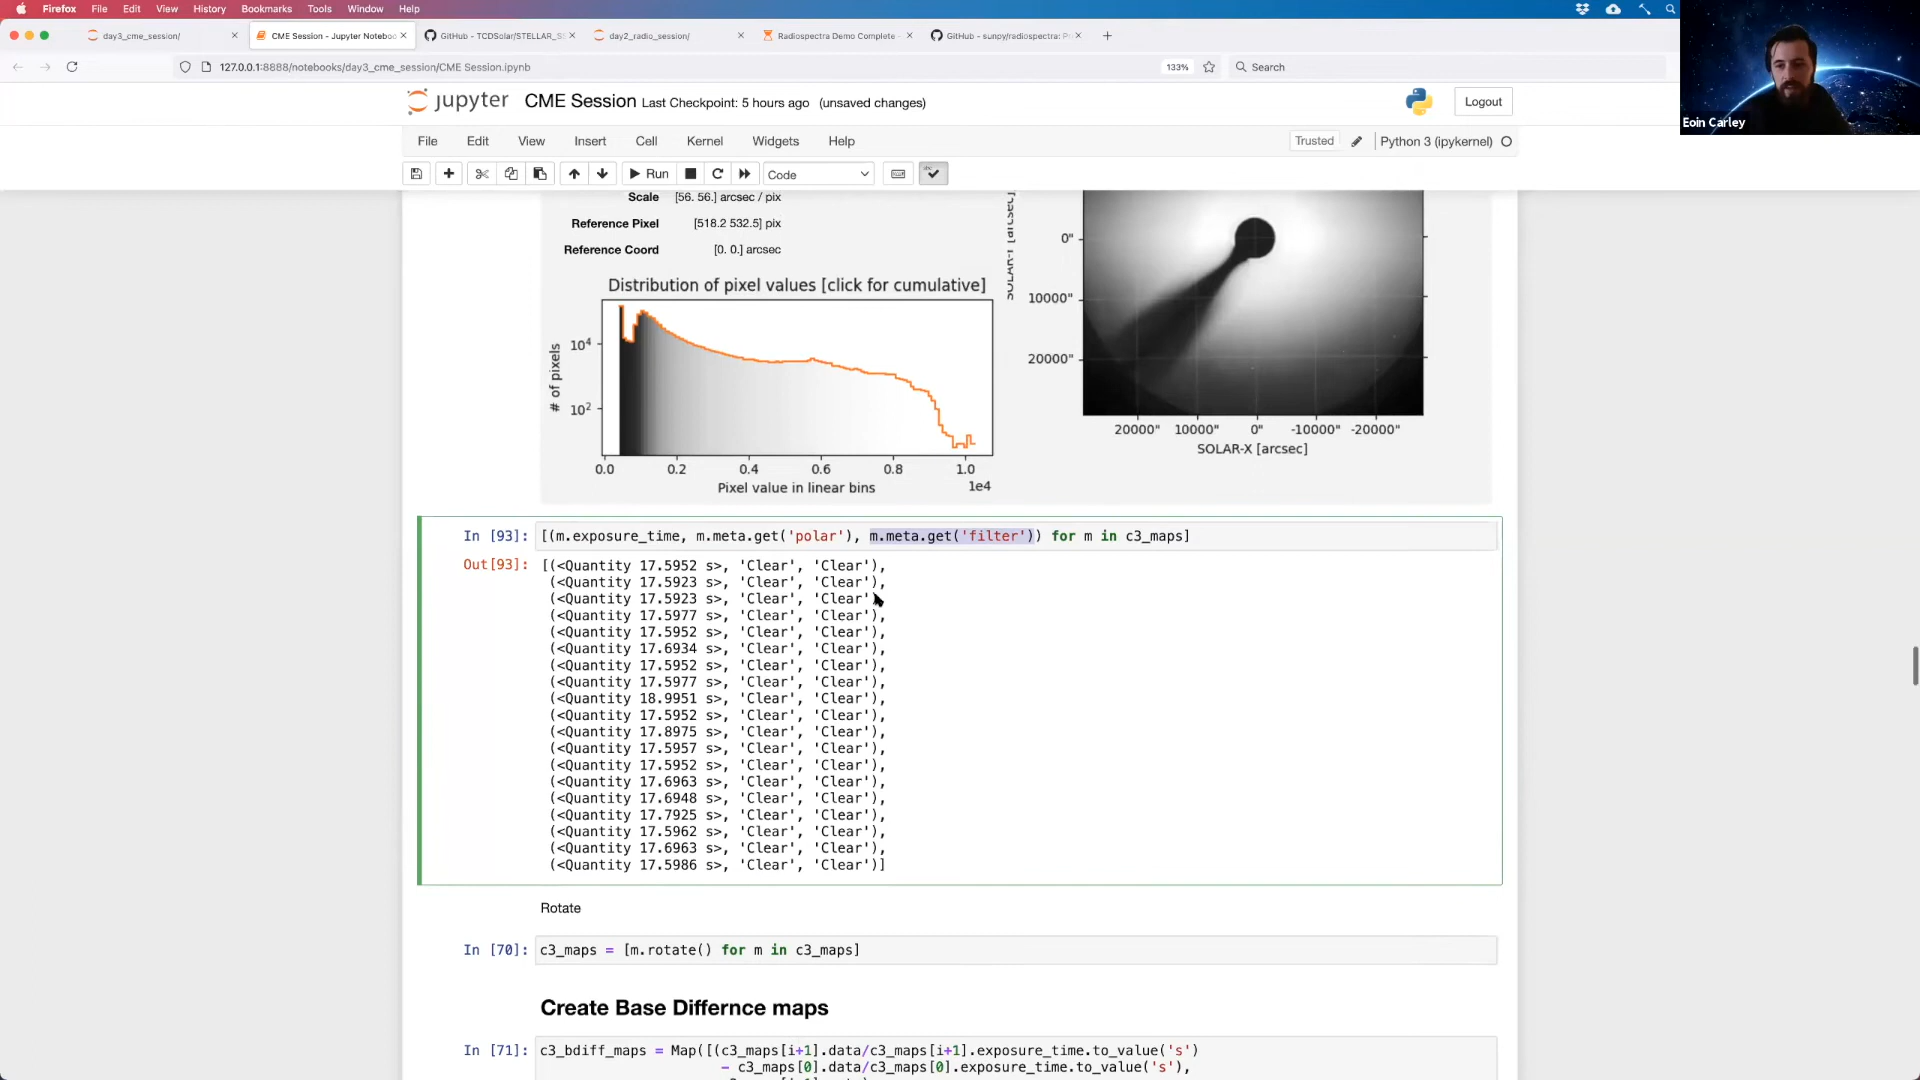 Firefox File Edit View History Bookmarks Tools Window Help
day3_cme_session/ × CME Session - Jupyter Noteboo × GitHub - TCDSolar/STELLAR_S × day2_radio_session/ × Radiospectra Demo Complete - × GitHub - sunpy/radiospectra: P × +
127.0.0.1:8888/notebooks/day3_cme_session/CME Session.ipynb 133% Search
Eoin Carley
jupyter CME Session Last Checkpoint: 5 hours ago (unsaved changes) Logout
File Edit View Insert Cell Kernel Widgets Help Trusted Python 3 (ipykernel)
Run Code
Scale [56. 56.] arcsec / pix
Reference Pixel [518.2 532.5] pix
Reference Coord [0. 0.] arcsec
Distribution of pixel values [click for cumulative]
# of pixels
10⁴
10²
0.0 0.2 0.4 0.6 0.8 1.0
1e4
Pixel value in linear bins
SOLAR-Y [arcsec]
0"
10000"
20000"
20000" 10000" 0" -10000" -20000"
SOLAR-X [arcsec]
In [93]: [(m.exposure_time, m.meta.get('polar'), m.meta.get('filter')) for m in c3_maps]
Out[93]: [(<Quantity 17.5952 s>, 'Clear', 'Clear'),
(<Quantity 17.5923 s>, 'Clear', 'Clear'),
(<Quantity 17.5923 s>, 'Clear', 'Clear'),
(<Quantity 17.5977 s>, 'Clear', 'Clear'),
(<Quantity 17.5952 s>, 'Clear', 'Clear'),
(<Quantity 17.6934 s>, 'Clear', 'Clear'),
(<Quantity 17.5952 s>, 'Clear', 'Clear'),
(<Quantity 17.5977 s>, 'Clear', 'Clear'),
(<Quantity 18.9951 s>, 'Clear', 'Clear'),
(<Quantity 17.5952 s>, 'Clear', 'Clear'),
(<Quantity 17.8975 s>, 'Clear', 'Clear'),
(<Quantity 17.5957 s>, 'Clear', 'Clear'),
(<Quantity 17.5952 s>, 'Clear', 'Clear'),
(<Quantity 17.6963 s>, 'Clear', 'Clear'),
(<Quantity 17.6948 s>, 'Clear', 'Clear'),
(<Quantity 17.7925 s>, 'Clear', 'Clear'),
(<Quantity 17.5962 s>, 'Clear', 'Clear'),
(<Quantity 17.6963 s>, 'Clear', 'Clear'),
(<Quantity 17.5986 s>, 'Clear', 'Clear')]
Rotate
In [70]: c3_maps = [m.rotate() for m in c3_maps]
Create Base Differnce maps
In [71]: c3_bdiff_maps = Map([(c3_maps[i+1].data/c3_maps[i+1].exposure_time.to_value('s')
- c3_maps[0].data/c3_maps[0].exposure_time.to_value('s'),